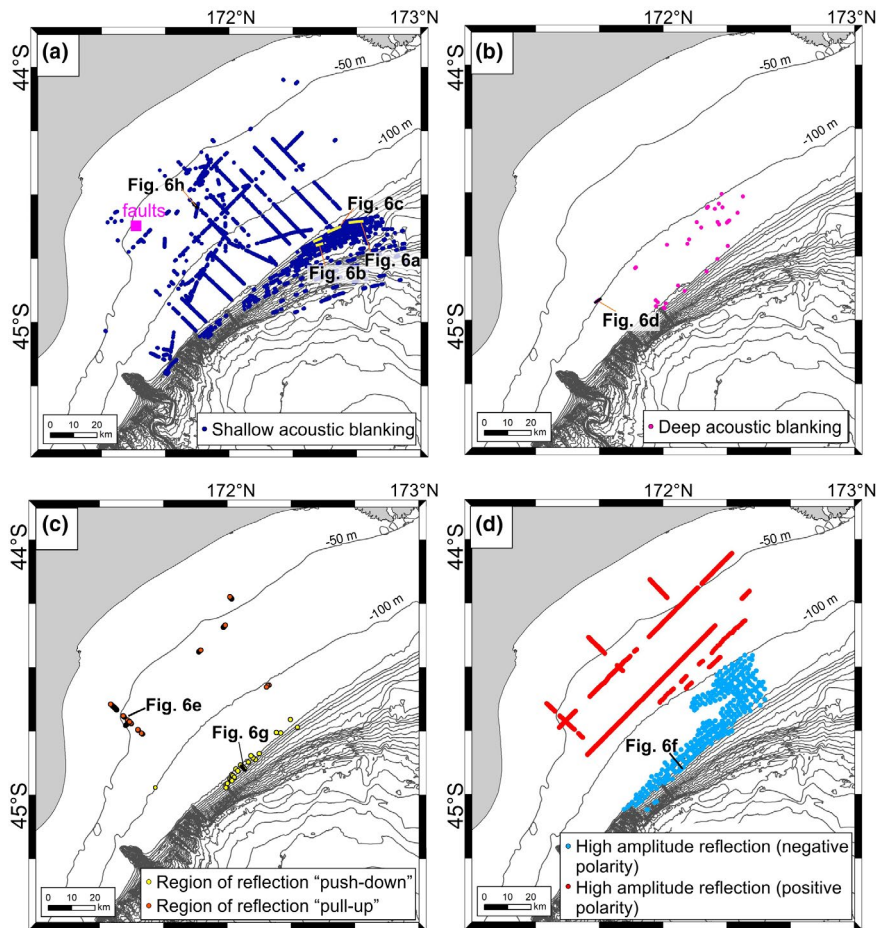 172°N 173°N
(a)
44°S
-50 m
-100 m
Fig. 6h
faults
Fig. 6c
Fig. 6a
Fig. 6b
45°S
0 10 20
km
Shallow acoustic blanking
172°N 173°N
(b)
44°S
-50 m
-100 m
Fig. 6d
45°S
0 10 20
km
Deep acoustic blanking
172°N 173°N
(c)
44°S
-50 m
-100 m
Fig. 6e
Fig. 6g
45°S
0 10 20
km
Region of reflection “push-down”
Region of reflection “pull-up”
172°N 173°N
(d)
44°S
-50 m
-100 m
Fig. 6f
45°S
0 10 20
km
High amplitude reflection (negative
polarity)
High amplitude reflection (positive
polarity)